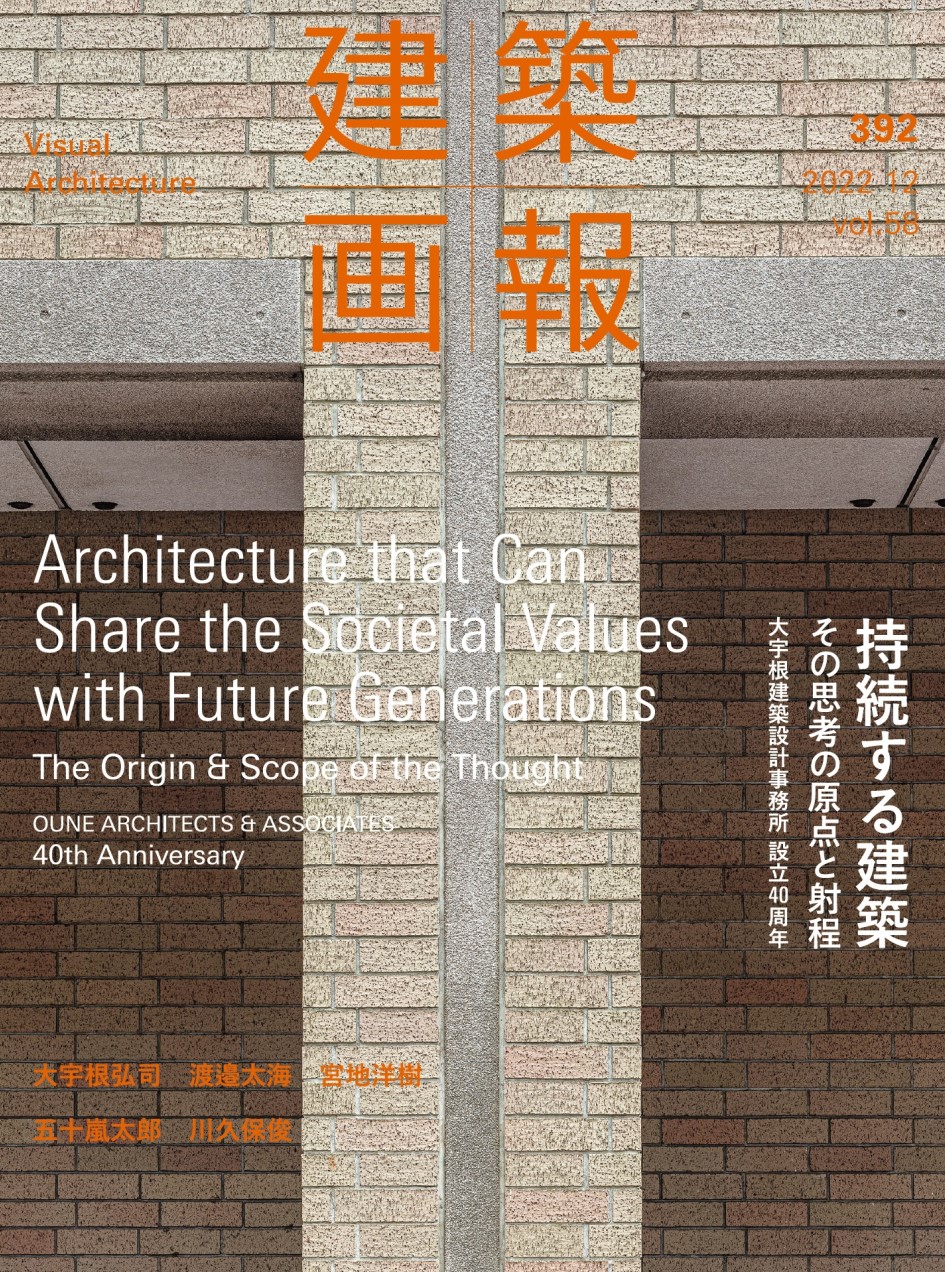 建築
画報
Visual
Architecture
392
2022.12
vol,58
Architecture that Can
Share the Societal Values
with Future Generations
The Origin & Scope of the Thought
OUNE ARCHITECTS & ASSOCIATES
40th Anniversary
持続する建築
その思考の原点と射程
大宇根建築設計事務所 設立40周年
大宇根弘司 渡邉太海 宮地洋樹
五十嵐太郎 川久保俊